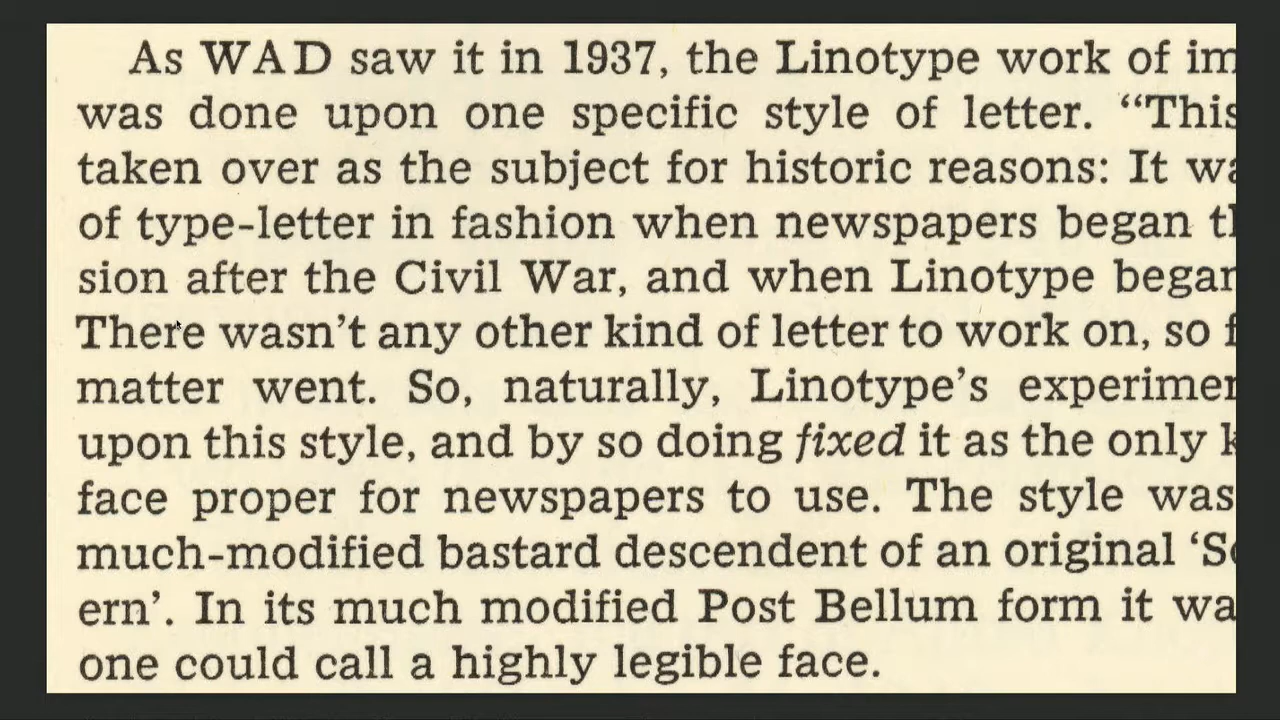 As WAD saw it in 1937, the Linotype work of im
was done upon one specific style of letter. “This
taken over as the subject for historic reasons: It wa
of type-letter in fashion when newspapers began
sion after the Civil War, and when Linotype began
There wasn’t any other kind of letter to work on, so
matter went. So, naturally, Linotype’s
upon this style, and by so doing fixed it as the only
face proper for newspapers to use. The style was
much-modified bastard descendent of an original
ern’. In its much modified Post Bellum form it wa
one could call a highly legible face.